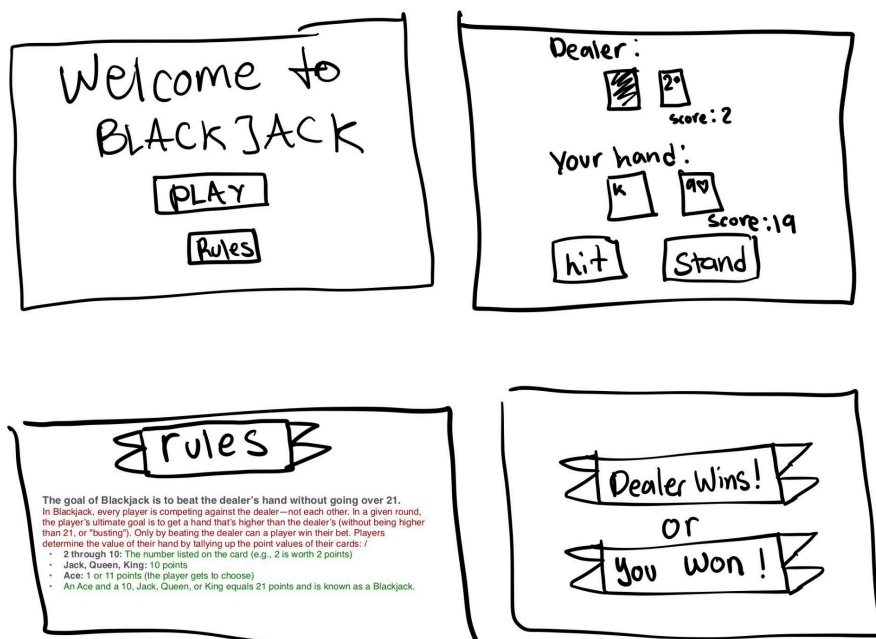 Welcome to
BLACKJACK
PLAY
Rules
Dealer:
2
score:2
Your hand:
K
9♡
score:19
hit
Stand
rules
The goal of Blackjack is to beat the dealer's hand without going over 21.
In Blackjack, every player is competing against the dealer—not each other. In a given round,
the player's ultimate goal is to get a hand that's higher than the dealer's (without being higher
than 21, or "busting"). Only by beating the dealer can a player win their bet. Players
determine the value of their hand by tallying up the point values of their cards: /
• 2 through 10: The number listed on the card (e.g., 2 is worth 2 points)
• Jack, Queen, King: 10 points
• Ace: 1 or 11 points (the player gets to choose)
• An Ace and a 10, Jack, Queen, or King equals 21 points and is known as a Blackjack.
Dealer Wins!
or
You Won!